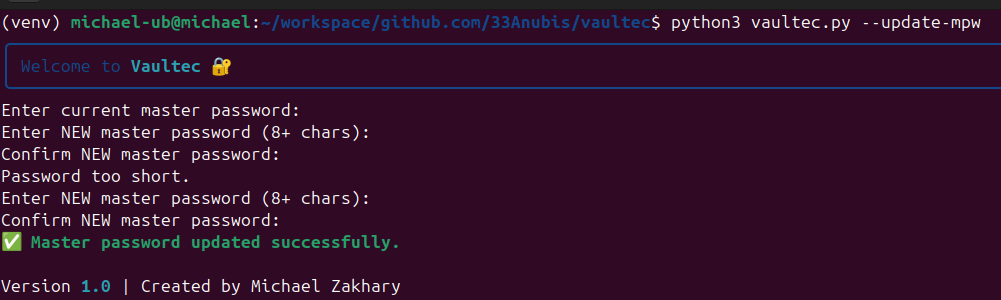 (venv) michael-ub@michael:~/workspace/github.com/33Anubis/vaultec$ python3 vaultec.py --update-mpw
Welcome to Vaultec 🔐
Enter current master password:
Enter NEW master password (8+ chars):
Confirm NEW master password:
Password too short.
Enter NEW master password (8+ chars):
Confirm NEW master password:
✅ Master password updated successfully.
Version 1.0 | Created by Michael Zakhary